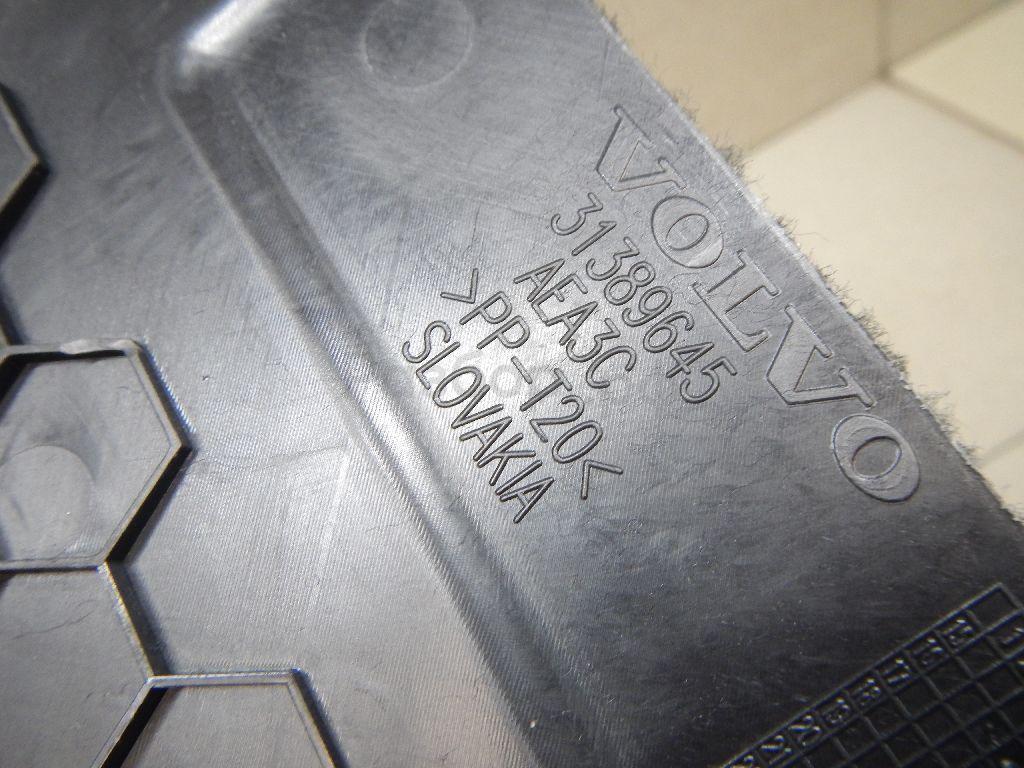 VOLVO
31389645
AEA3C
>PP-T20<
SLOVAKIA